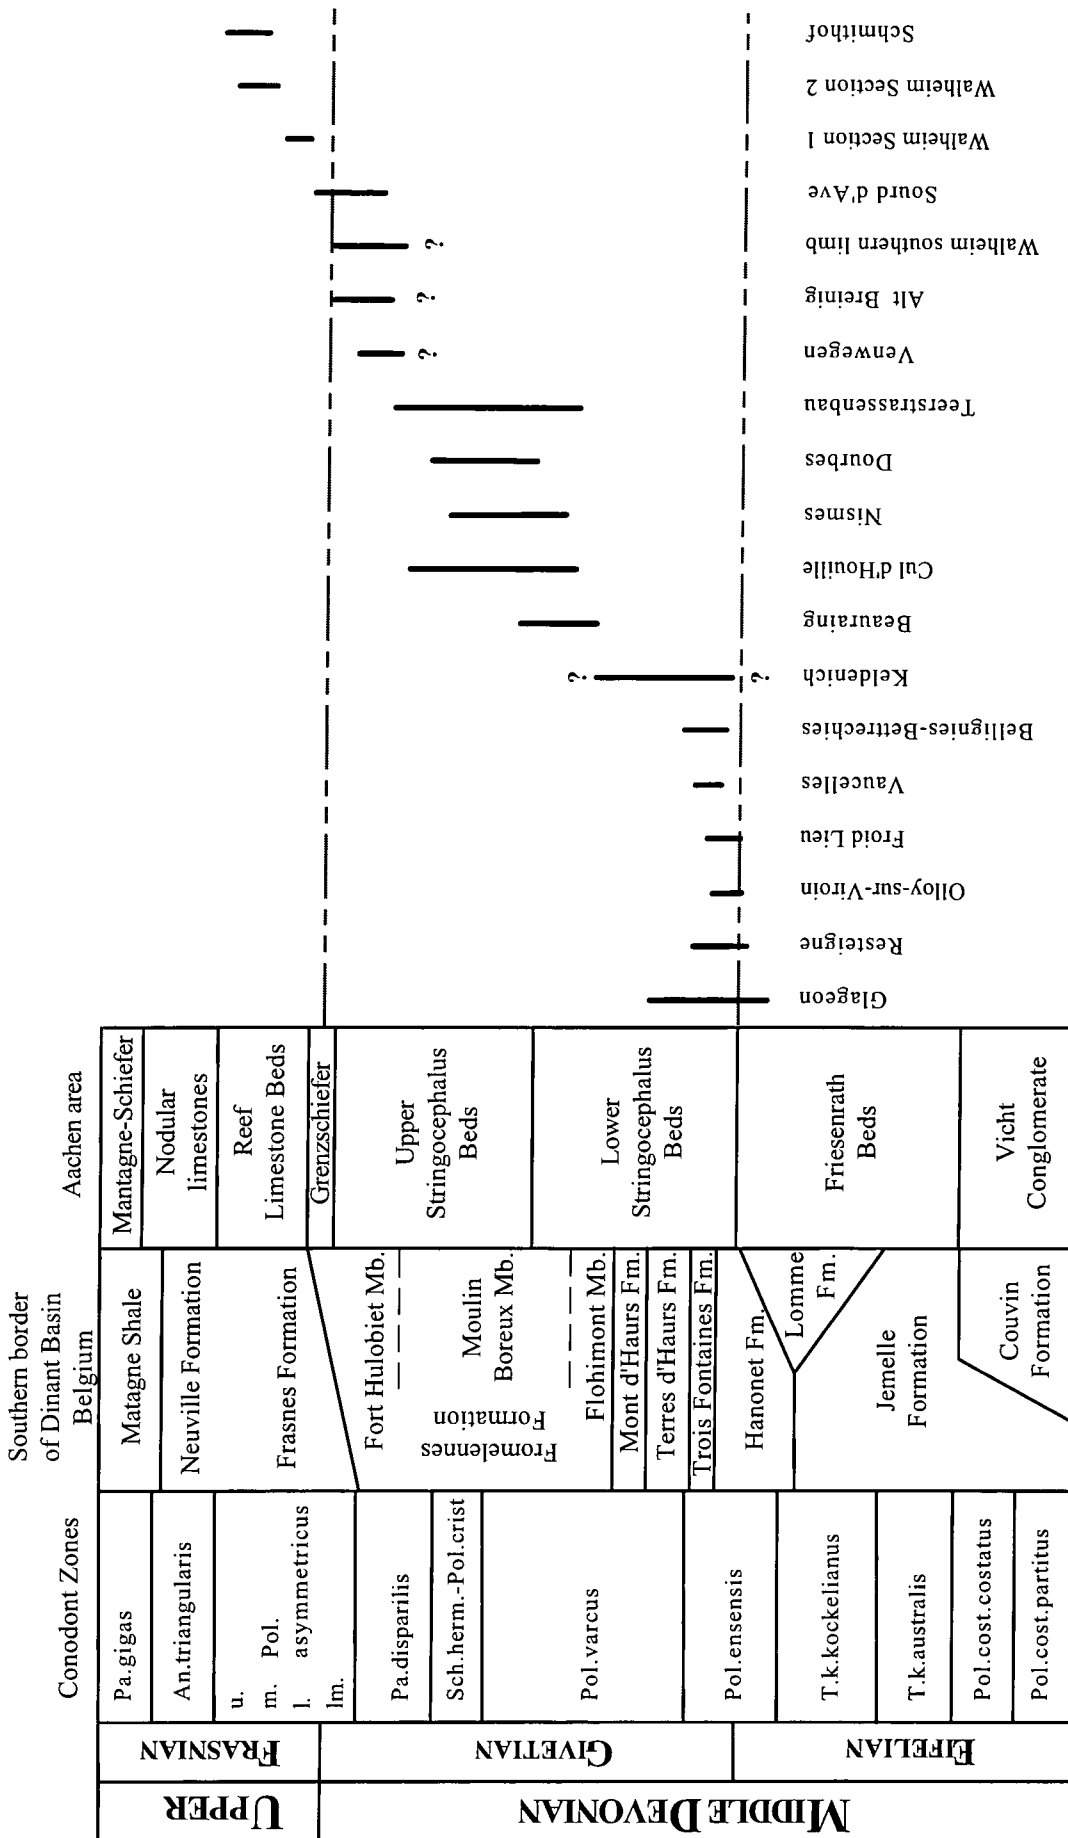 Conodont Zones
Southern border
of Dinant Basin
Belgium
Aachen area
UPPER
MIDDLE DEVONIAN
FRASNIAN
GIVETIAN
EIFELIAN
Pa.gigas
An.triangularis
u.
m. Pol.
l. asymmetricus
lm.
Pa.disparilis
Sch.herm.-Pol.crist
Pol.varcus
Pol.ensensis
T.k.kockelianus
T.k.australis
Pol.cost.costatus
Pol.cost.partitus
Matagne Shale
Neuville Formation
Frasnes Formation
Fort Hulobiet Mb.
Moulin
Boreux Mb.
Flohimont Mb.
Fromelennes
Formation
Mont d'Haurs Fm.
Terres d'Haurs Fm.
Trois Fontaines Fm.
Hanonet Fm.
Lomme
Fm.
Jemelle
Formation
Couvin
Formation
Mantagne-Schiefer
Nodular
limestones
Reef
Limestone Beds
Grenzschiefer
Upper
Stringocephalus
Beds
Lower
Stringocephalus
Beds
Friesenrath
Beds
Vicht
Conglomerate
Glageon
Resteigne
Olloy-sur-Viroin
Froid Lieu
Vaucelles
Bellignies-Bettrechies
? Keldenich ?
Beauraing
Cul d'Houille
Nismes
Dourbes
Teerstrassenbau
Venwegen ?
Alt Breinig ?
Walheim southern limb ?
Sourd d'Ave
Walheim Section 1
Walheim Section 2
Schmithof